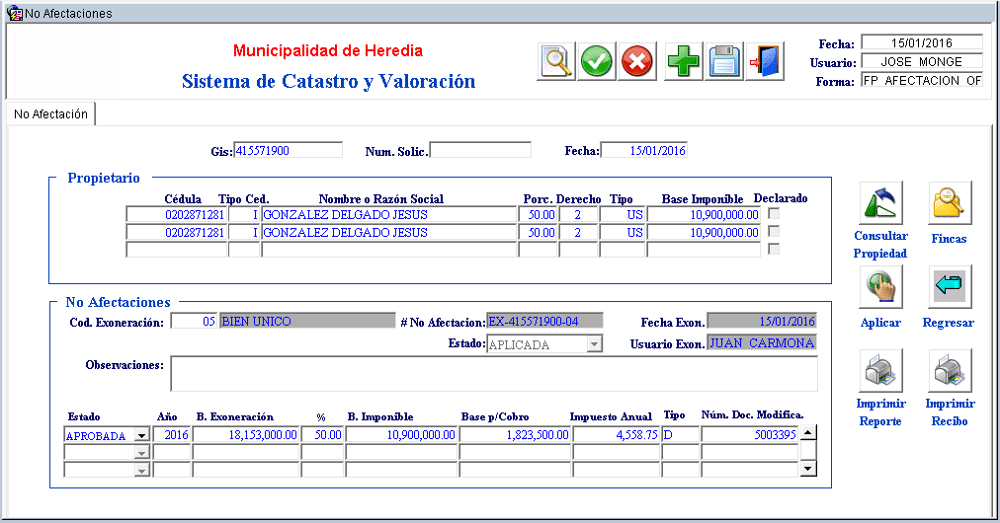 No Afectaciones
Municipalidad de Heredia
Sistema de Catastro y Valoración
Fecha: 15/01/2016
Usuario: JOSE MONGE
Forma: FP AFECTACION OF
No Afectación
Gis: 415571900 Num. Solic. Fecha: 15/01/2016
Propietario
Cédula Tipo Ced. Nombre o Razón Social Porc. Derecho Tipo Base Imponible Declarado
0202871281 I GONZALEZ DELGADO JESUS 50.00 2 US 10,900,000.00
0202871281 I GONZALEZ DELGADO JESUS 50.00 2 US 10,900,000.00
Consultar Propiedad
Fincas
Aplicar
Regresar
Imprimir Reporte
Imprimir Recibo
No Afectaciones
Cod. Exoneración: 05 BIEN UNICO # No Afectacion: EX-415571900-04 Fecha Exon. 15/01/2016
Estado: APLICADA Usuario Exon. JUAN CARMONA
Observaciones:
Estado Año B. Exoneración % B. Imponible Base p/Cobro Impuesto Anual Tipo Núm. Doc. Modifica.
APROBADA 2016 18,153,000.00 50.00 10,900,000.00 1,823,500.00 4,558.75 D 5003395